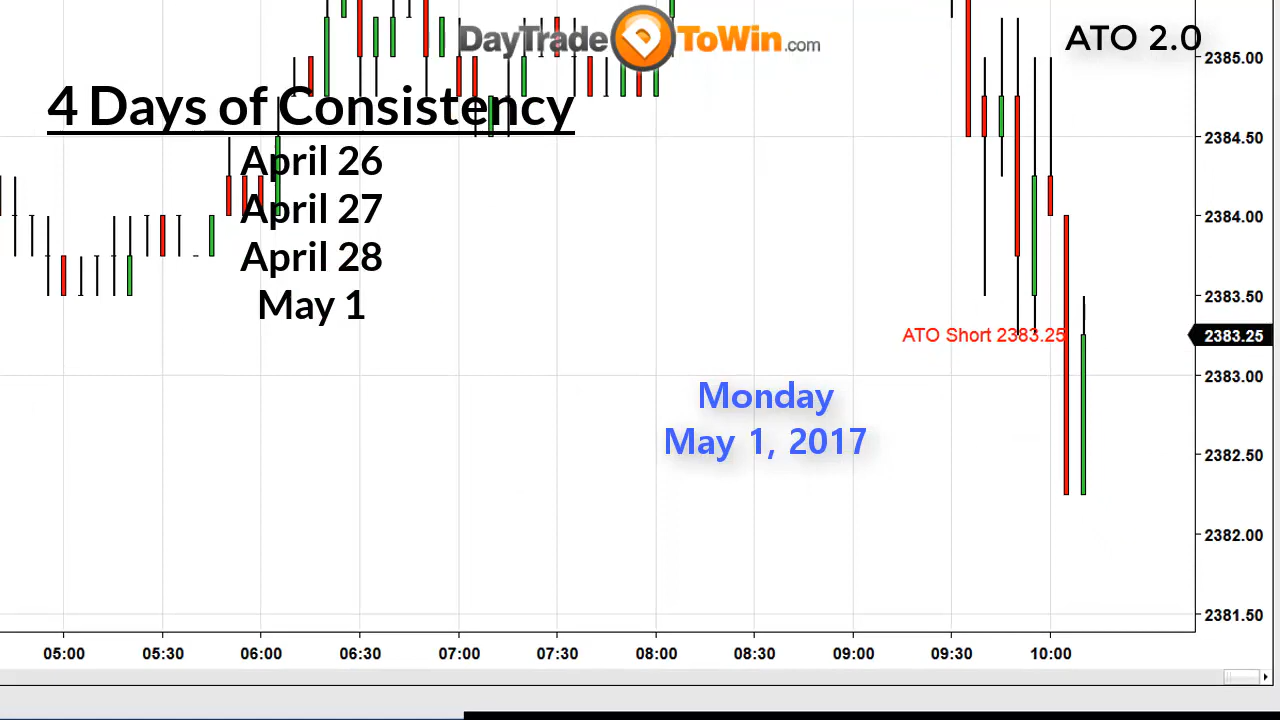 DayTradeToWin.com
ATO 2.0
4 Days of Consistency
April 26
April 27
April 28
May 1
ATO Short 2383.25
Monday
May 1, 2017
2385.00
2384.50
2384.00
2383.50
2383.25
2383.00
2382.50
2382.00
2381.50
05:00 05:30 06:00 06:30 07:00 07:30 08:00 08:30 09:00 09:30 10:00